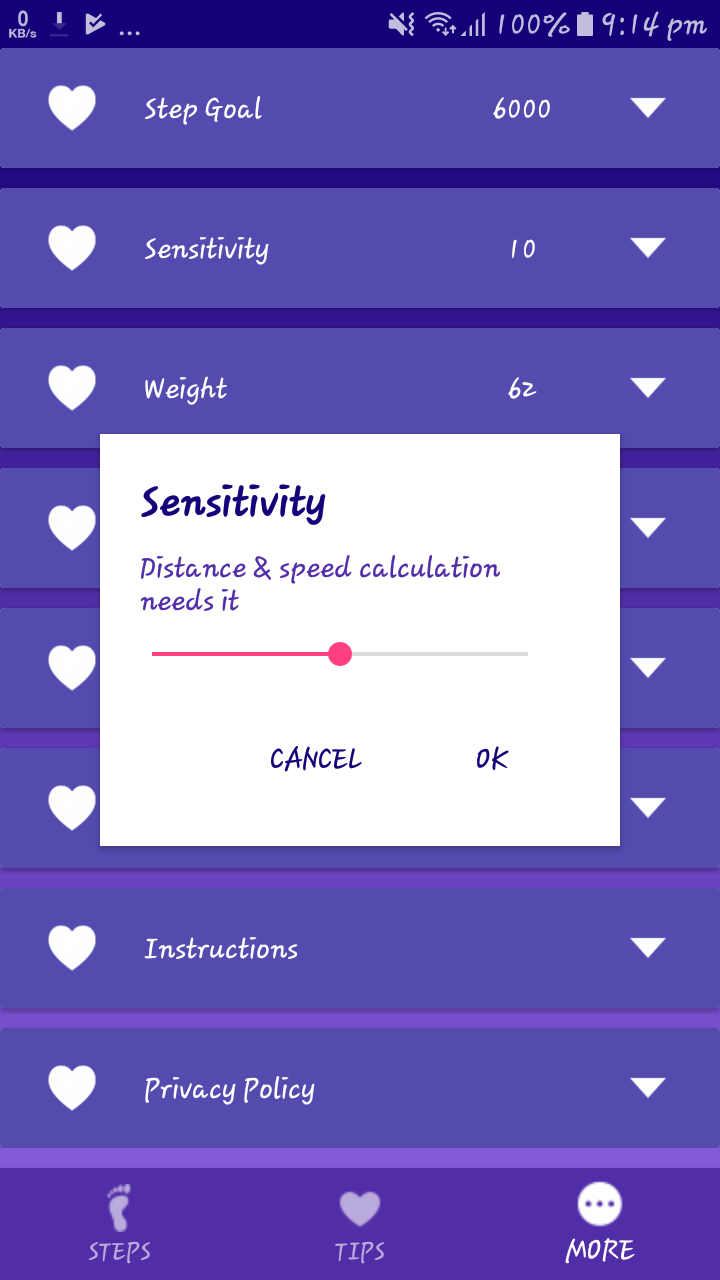 0
KB/s
... 100% 9:14 pm
Step Goal 6000
Sensitivity 10
Weight 62
Sensitivity
Distance & speed calculation
needs it
CANCEL OK
Instructions
Privacy Policy
STEPS TIPS MORE